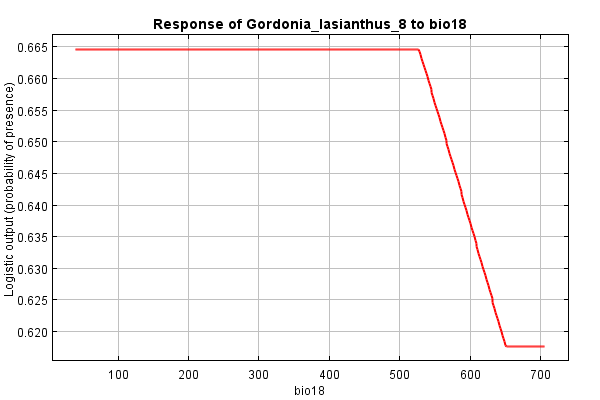 Response of Gordonia_lasianthus_8 to bio18
Logistic output (probability of presence)
0.665
0.660
0.655
0.650
0.645
0.640
0.635
0.630
0.625
0.620
100 200 300 400 500 600 700
bio18